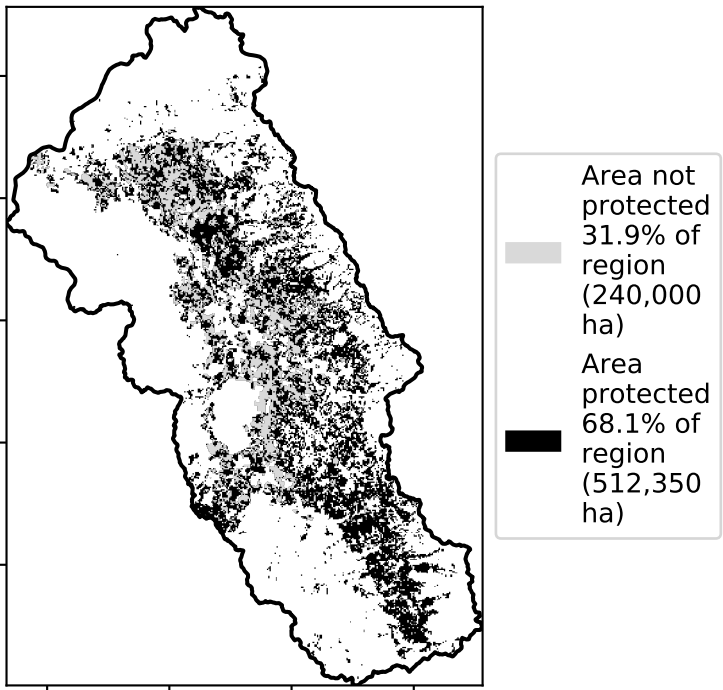 Area not
protected
31.9% of
region
(240,000
ha)
Area
protected
68.1% of
region
(512,350
ha)